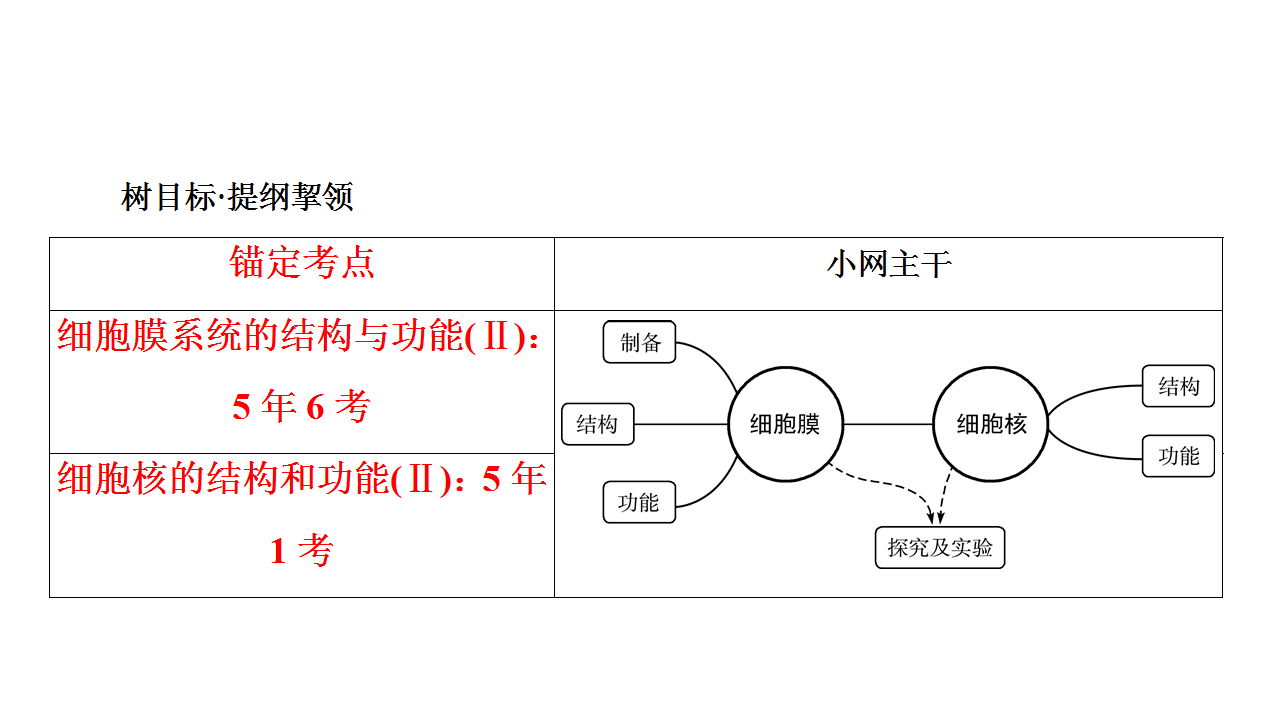 树目标·提纲挈领
锚定考点
小网主干
细胞膜系统的结构与功能(Ⅱ)：
5年6考
细胞核的结构和功能(Ⅱ)：5年
1考
制备
结构
功能
细胞膜
细胞核
结构
功能
探究及实验